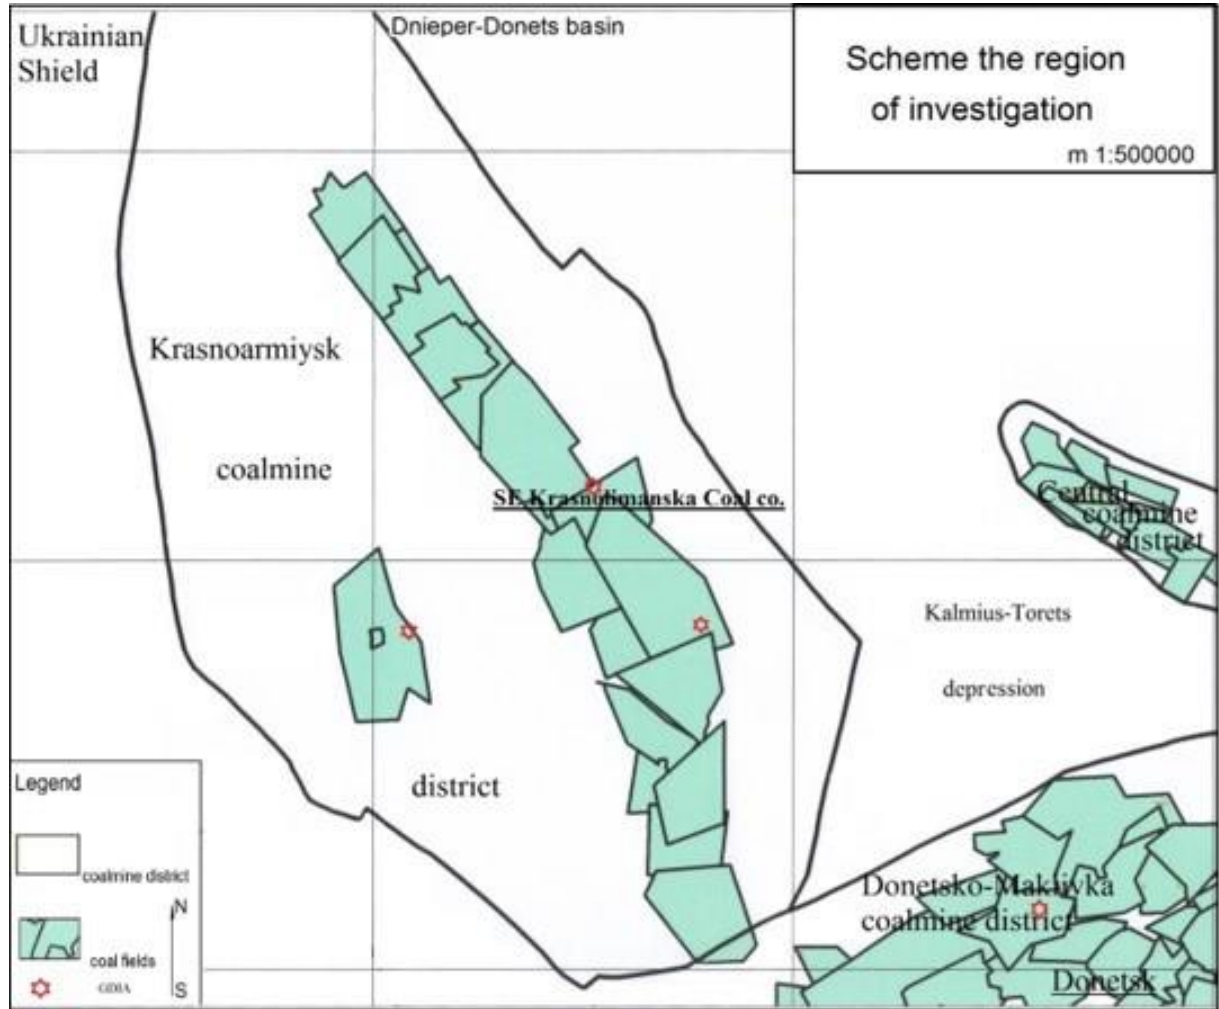 Ukrainian
Shield
Dnieper-Donets basin
Scheme the region
of investigation
m 1:500000
Krasnoarmiysk
coalmine
SE Krasnolimanska Coal co.
Central
coalmine
district
Kalmius-Torets
depression
district
Donetsko-Makiivka
coalmine district
Donetsk
Legend
coalmine district
coal fields
N
S